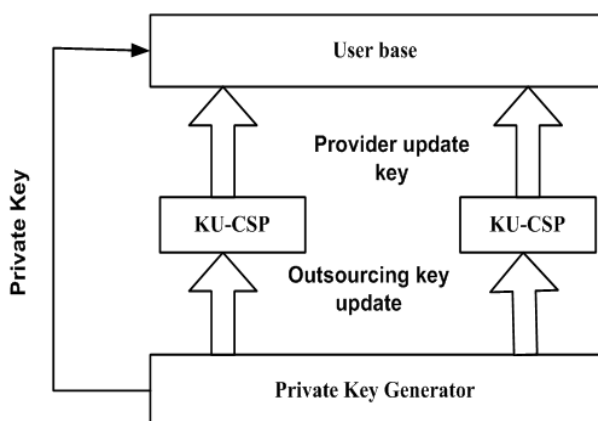 User base
Provider update
key
KU-CSP
KU-CSP
Private Key
Outsourcing key
update
Private Key Generator